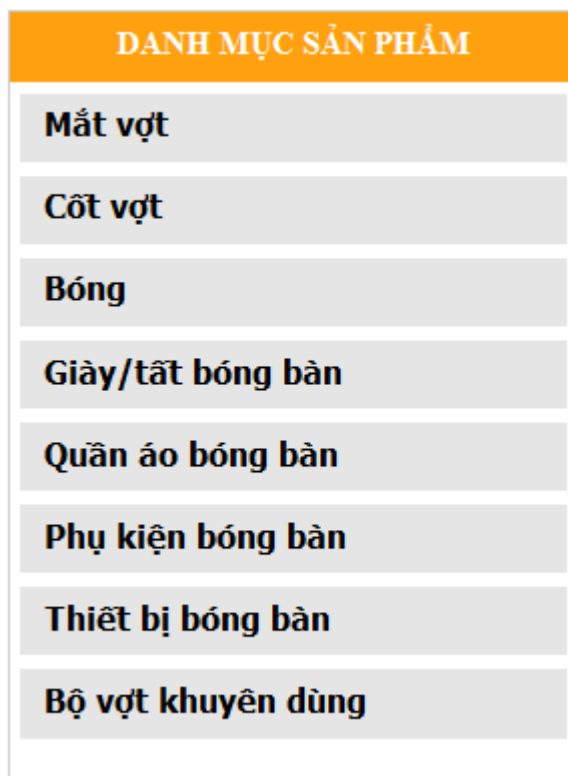 DANH MỤC SẢN PHẨM
Mắt vợt
Cốt vợt
Bóng
Giày/tất bóng bàn
Quần áo bóng bàn
Phụ kiện bóng bàn
Thiết bị bóng bàn
Bộ vợt khuyên dùng